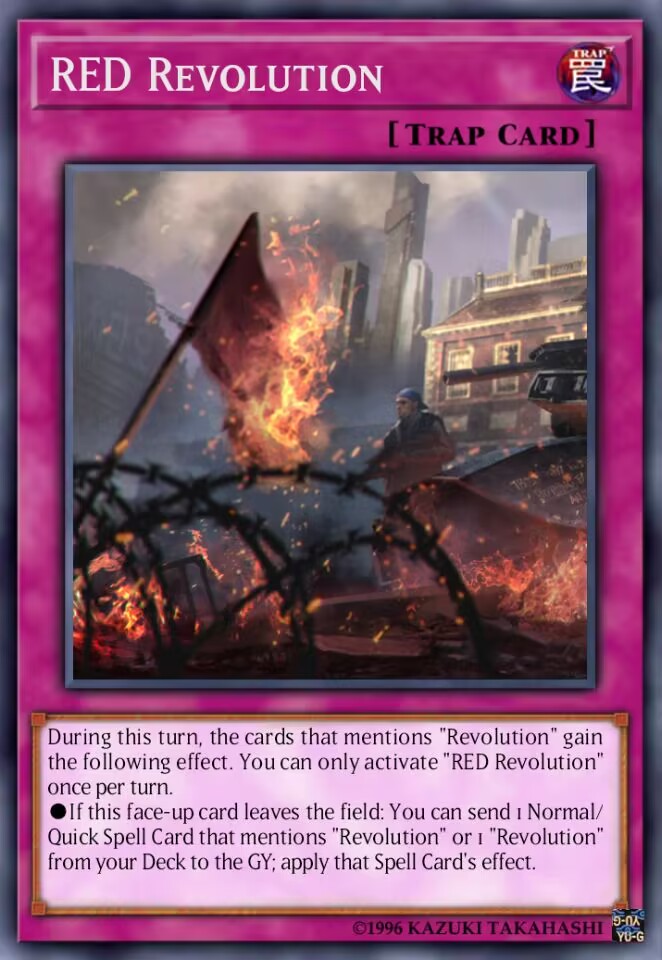 RED Revolution
TRAP
罠
[Trap Card]
During this turn, the cards that mentions "Revolution" gain
the following effect. You can only activate "RED Revolution"
once per turn.
●If this face-up card leaves the field: You can send 1 Normal/
Quick Spell Card that mentions "Revolution" or 1 "Revolution"
from your Deck to the GY; apply that Spell Card's effect.
©1996 KAZUKI TAKAHASHI